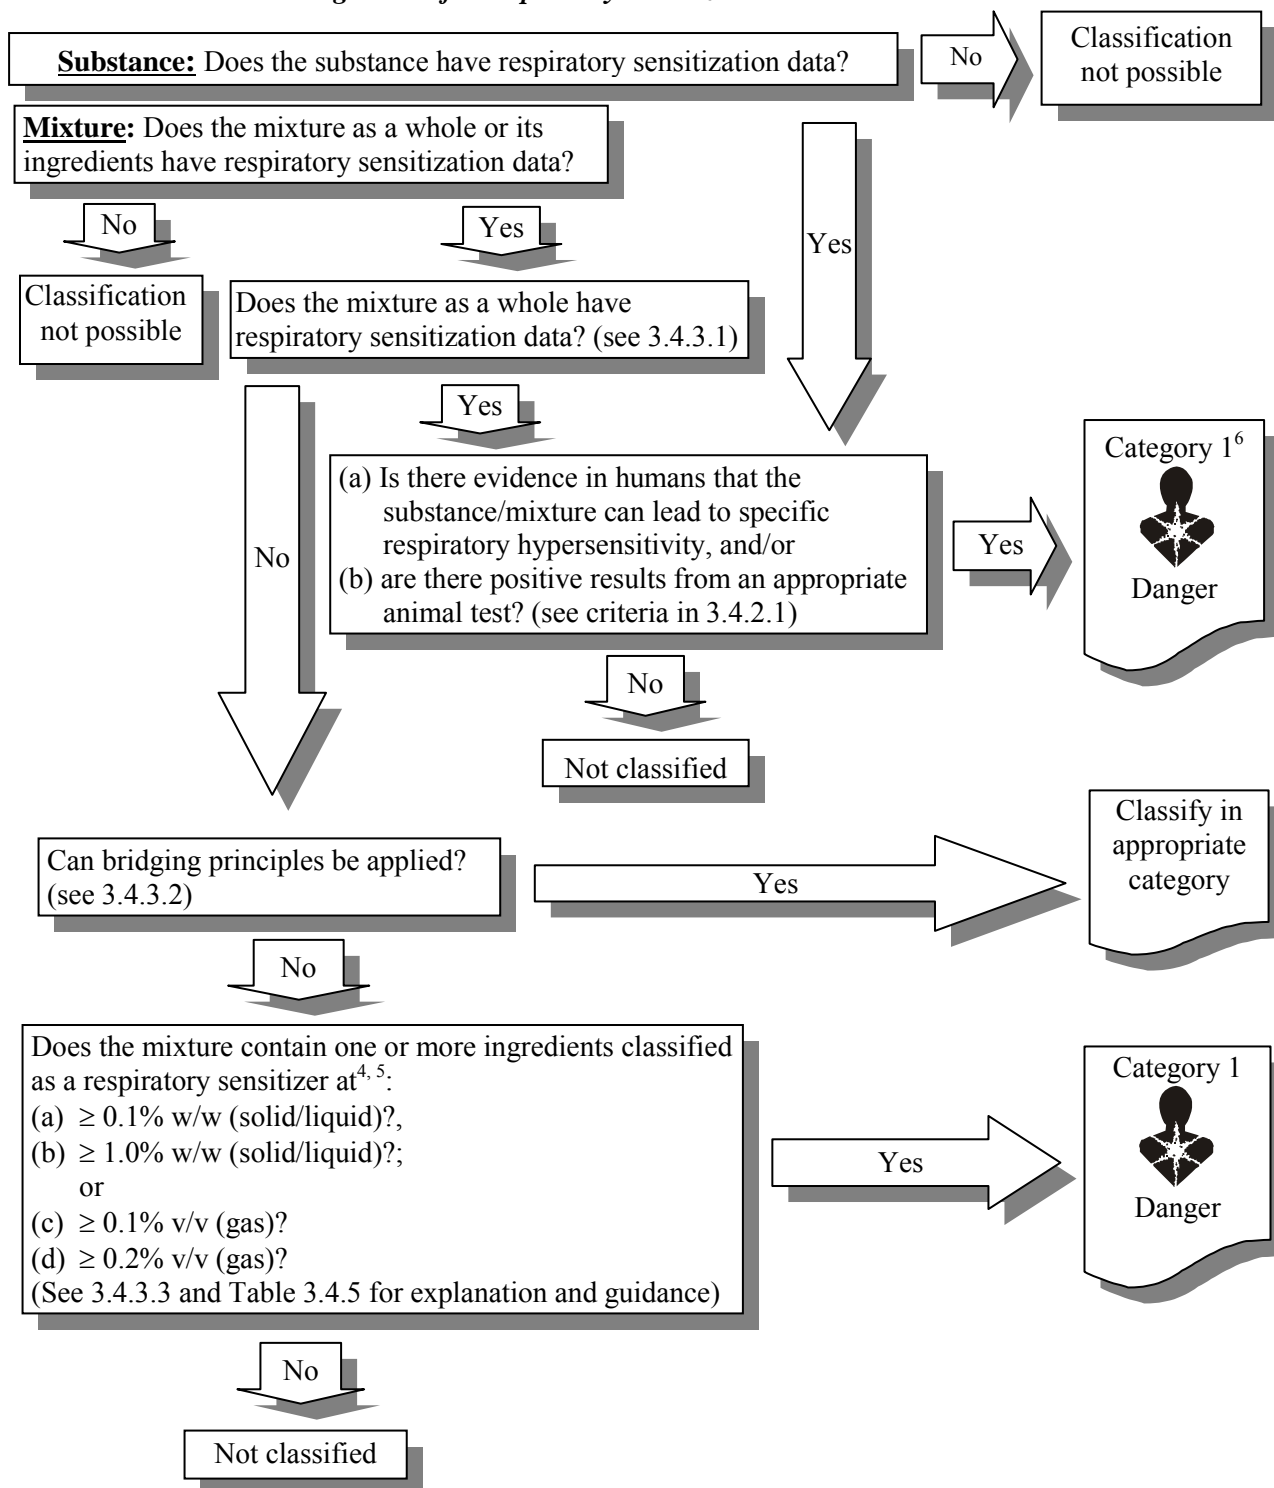 Substance: Does the substance have respiratory sensitization data?
No
Classification
not possible
Mixture: Does the mixture as a whole or its
ingredients have respiratory sensitization data?
No
Yes
Yes
Classification
not possible
Does the mixture as a whole have
respiratory sensitization data? (see 3.4.3.1)
Yes
No
(a) Is there evidence in humans that the
substance/mixture can lead to specific
respiratory hypersensitivity, and/or
(b) are there positive results from an appropriate
animal test? (see criteria in 3.4.2.1)
Yes
Category 1⁶
Danger
No
Not classified
Can bridging principles be applied?
(see 3.4.3.2)
Yes
Classify in
appropriate
category
No
Does the mixture contain one or more ingredients classified
as a respiratory sensitizer at⁴, ⁵:
(a) ≥ 0.1% w/w (solid/liquid)?,
(b) ≥ 1.0% w/w (solid/liquid)?;
or
(c) ≥ 0.1% v/v (gas)?
(d) ≥ 0.2% v/v (gas)?
(See 3.4.3.3 and Table 3.4.5 for explanation and guidance)
Yes
Category 1
Danger
No
Not classified